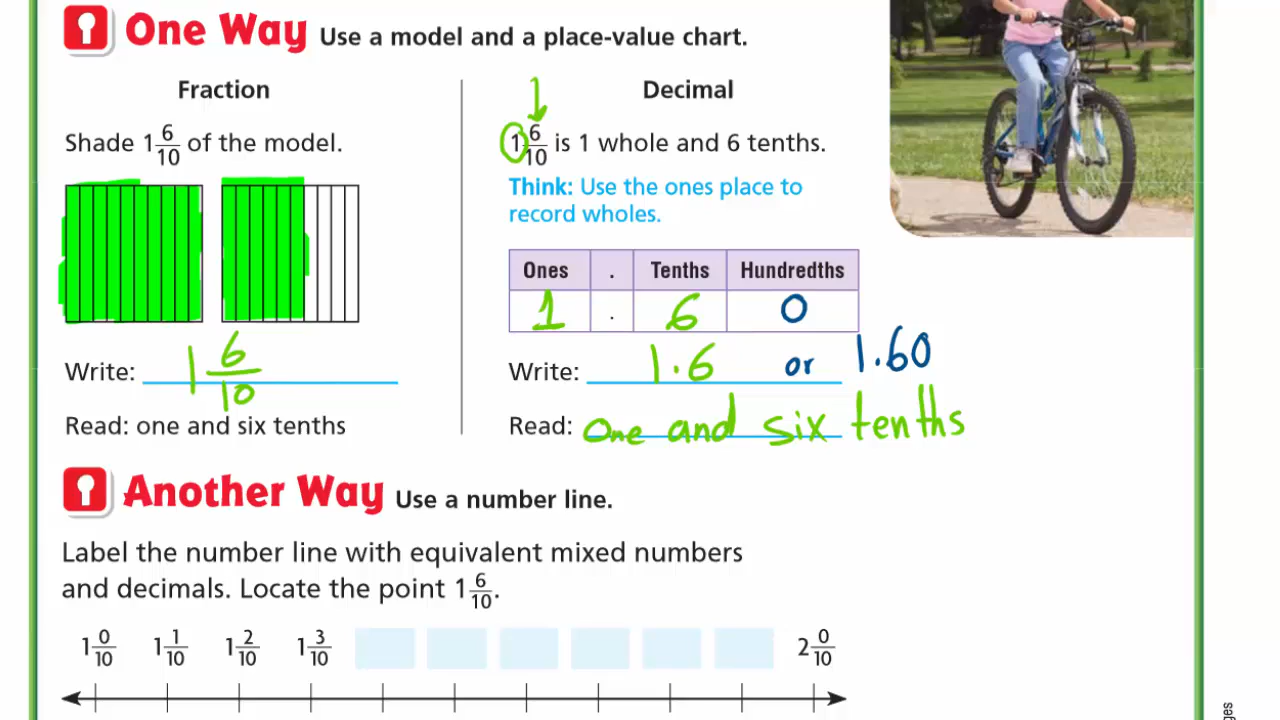 One Way Use a model and a place-value chart.
Fraction
Shade 1 6/10 of the model.
Write: 1 6/10
Read: one and six tenths
Decimal
1 6/10 is 1 whole and 6 tenths.
Think: Use the ones place to
record wholes.
Ones . Tenths Hundredths
1 . 6 0
Write: 1.6 or 1.60
Read: one and six tenths
Another Way Use a number line.
Label the number line with equivalent mixed numbers
and decimals. Locate the point 1 6/10.
1 0/10 1 1/10 1 2/10 1 3/10 2 0/10